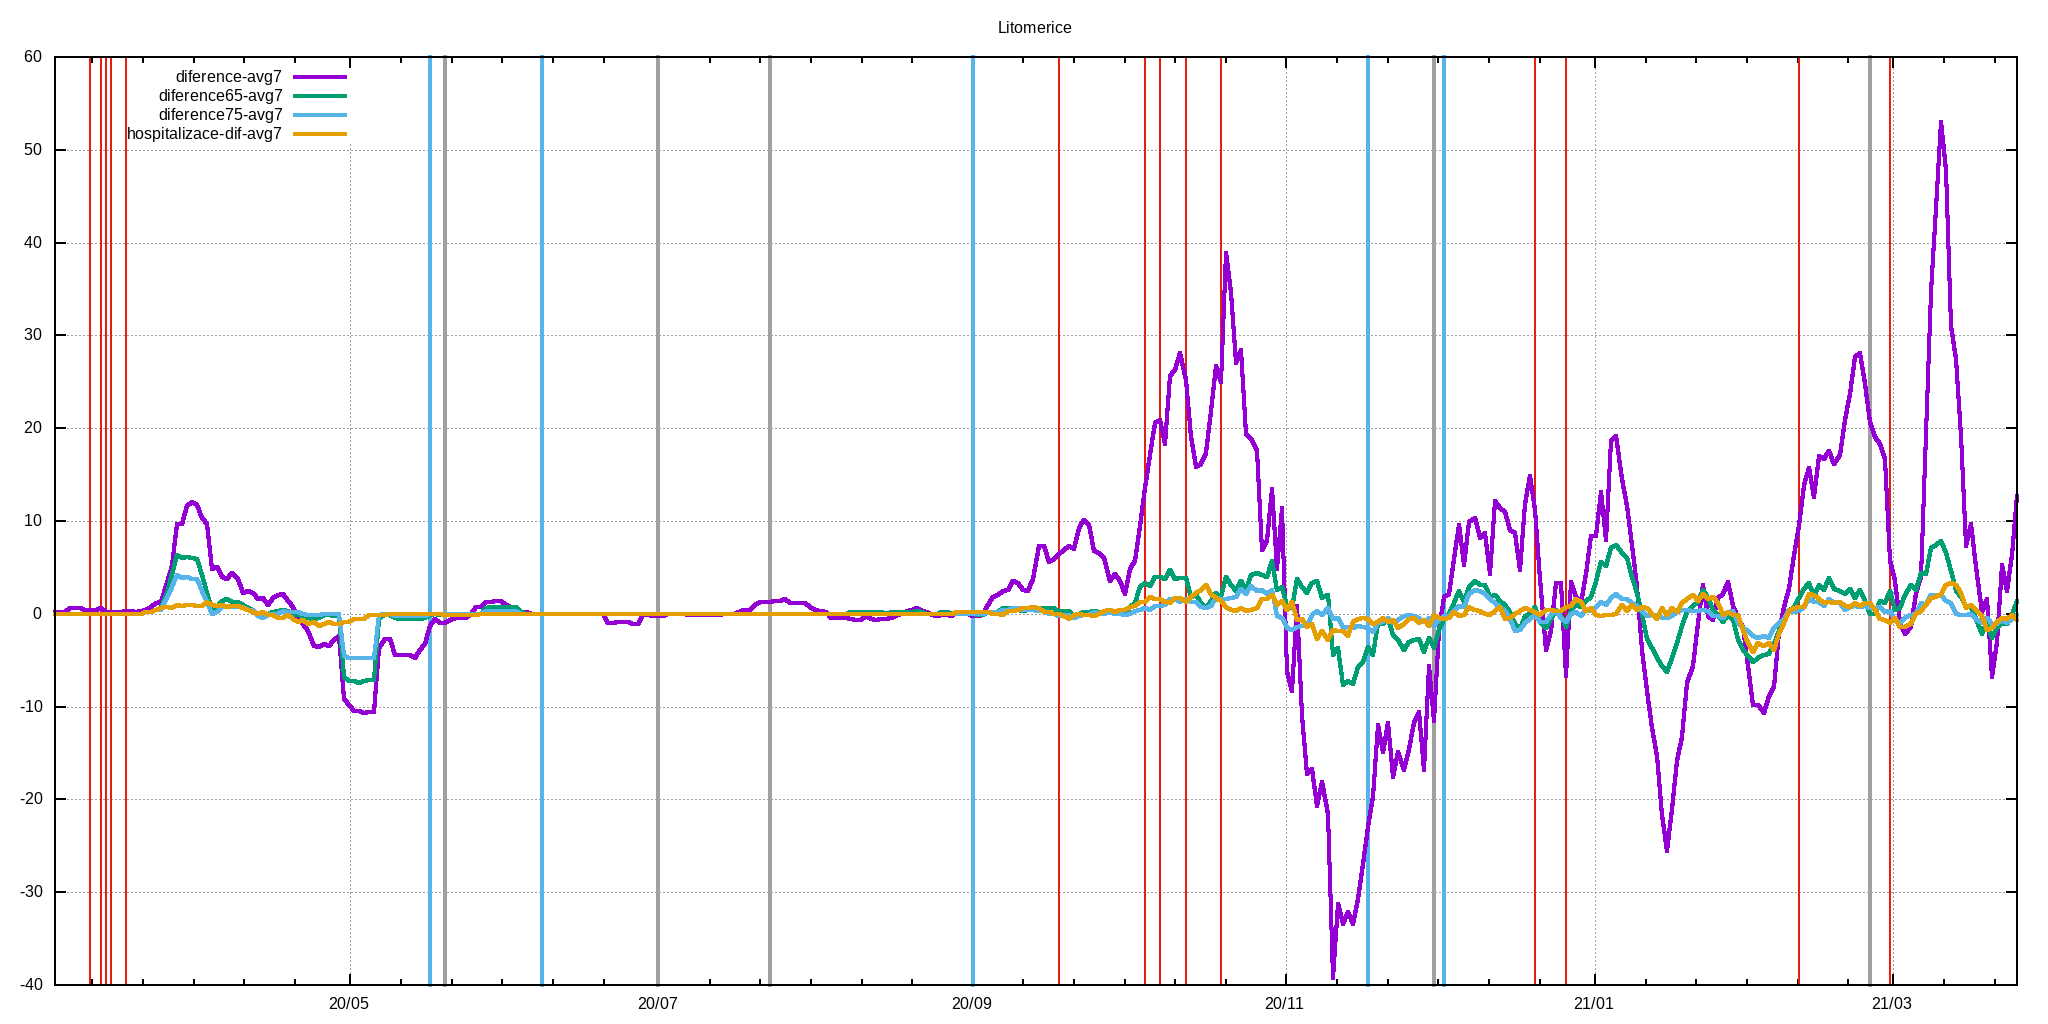 Litomerice
60
50
40
30
20
10
0
-10
-20
-30
-40
diference-avg7
diference65-avg7
diference75-avg7
hospitalizace-dif-avg7
20/05 20/07 20/09 20/11 21/01 21/03